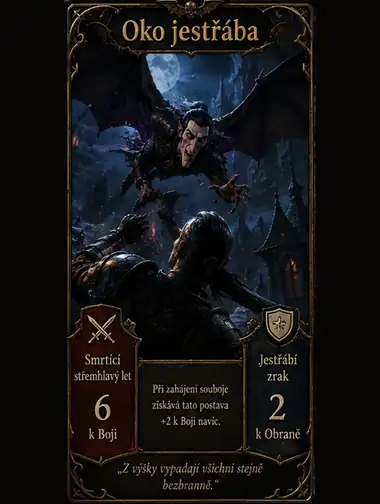 Oko jestřába
Smrtící
střemhlavý let
6
k Boji
Při zahájení souboje
získává tato postava
+2 k Boji navíc.
Jestřábí
zrak
2
k Obraně
„Z výšky vypadají všichni stejně
bezbranně.“